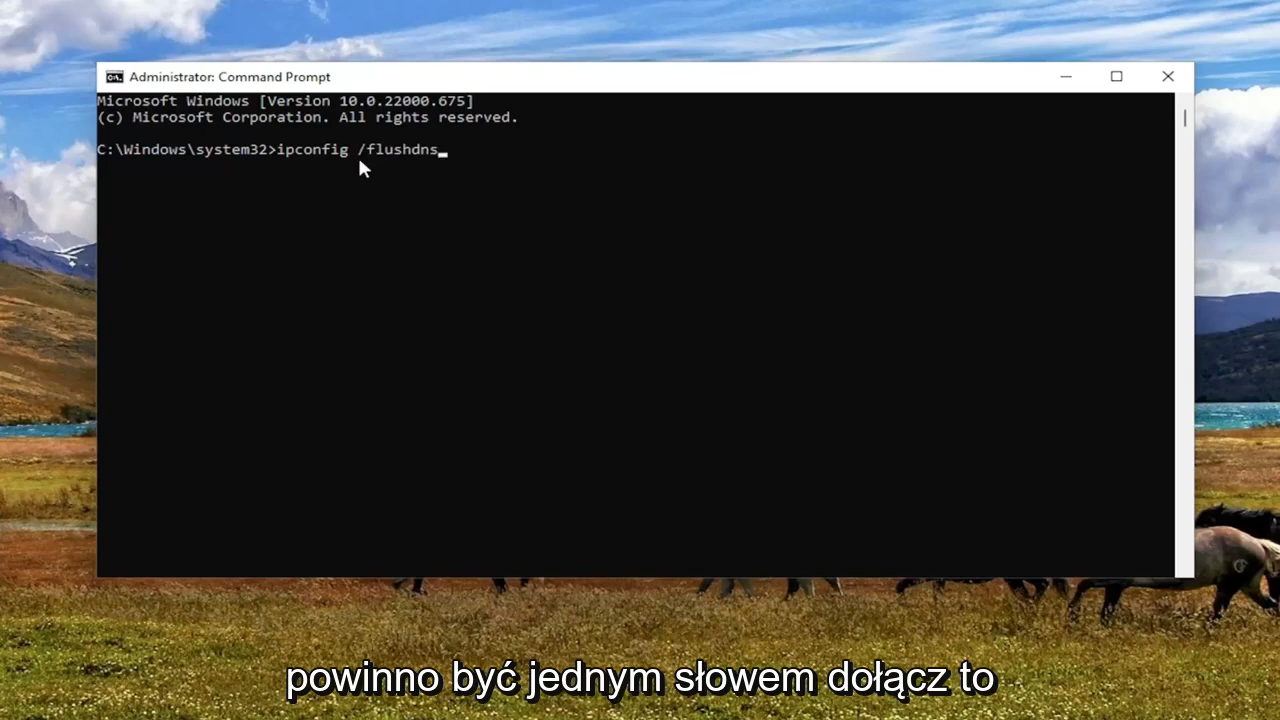 Administrator: Command Prompt
Microsoft Windows [Version 10.0.22000.675]
(c) Microsoft Corporation. All rights reserved.
C:\Windows\system32>ipconfig /flushdns
powinno być jednym słowem dołącz to